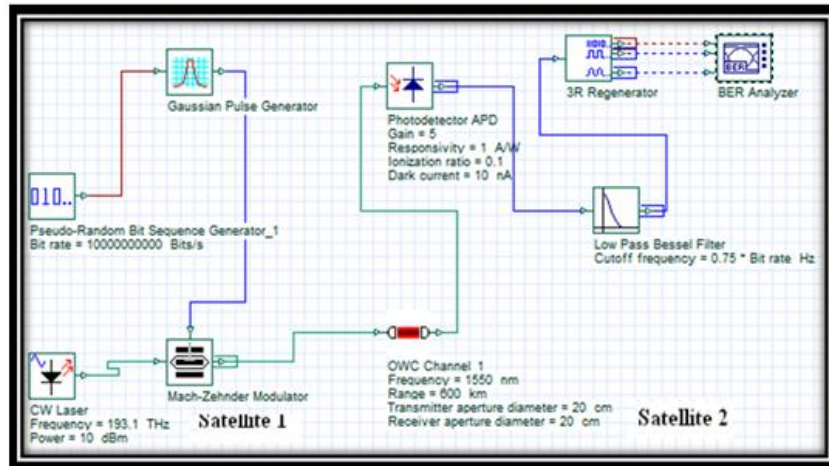 Gaussian Pulse Generator
010..
Pseudo-Random Bit Sequence Generator_1
Bit rate = 10000000000 Bits/s
CW Laser
Frequency = 193.1 THz
Power = 10 dBm
Mach-Zehnder Modulator
Satellite 1
Photodetector APD
Gain = 5
Responsivity = 1 A/W
Ionization ratio = 0.1
Dark current = 10 nA
OWC Channel 1
Frequency = 1550 nm
Range = 600 km
Transmitter aperture diameter = 20 cm
Receiver aperture diameter = 20 cm
3R Regenerator
BER
BER Analyzer
Low Pass Bessel Filter
Cutoff frequency = 0.75 * Bit rate Hz
Satellite 2